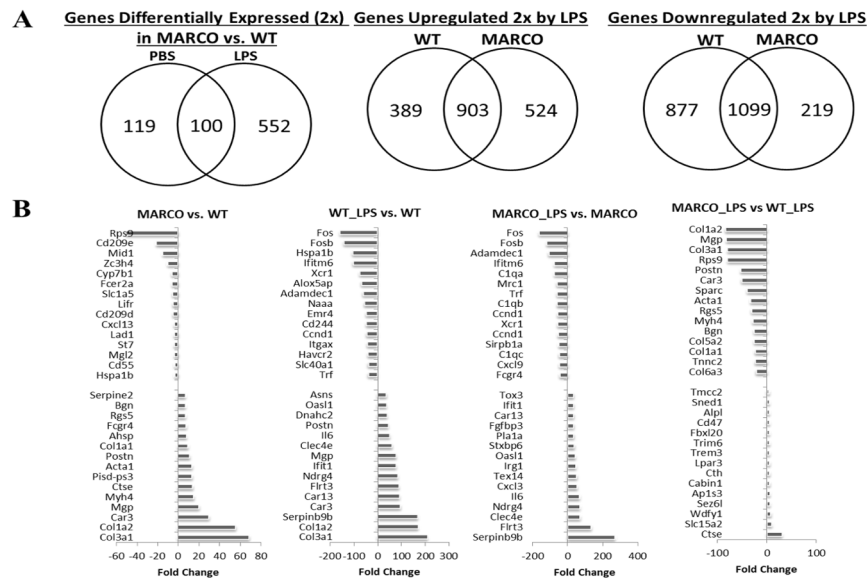 A
Genes Differentially Expressed (2x)
in MARCO vs. WT
PBS LPS
119 100 552
Genes Upregulated 2x by LPS
WT MARCO
389 903 524
Genes Downregulated 2x by LPS
WT MARCO
877 1099 219
B
MARCO vs. WT
Rps9
Cd209e
Mid1
Zc3h4
Cyp7b1
Fcer2a
Slc1a5
Lifr
Cd209d
Cxcl13
Lad1
St7
Mgl2
Cd55
Hspa1b
Serpine2
Bgn
Rgs5
Fcgr4
Ahsp
Col1a1
Postn
Acta1
Pisd-ps3
Ctse
Myh4
Mgp
Car3
Col1a2
Col3a1
-60 -40 -20 0 20 40 60 80
Fold Change
WT_LPS vs. WT
Fos
Fosb
Hspa1b
Ifitm6
Xcr1
Alox5ap
Adamdec1
Naaa
Emr4
Cd244
Ccnd1
Itgax
Havcr2
Slc40a1
Trf
Asns
Oasl1
Dnahc2
Postn
Il6
Clec4e
Mgp
Ifit1
Ndrg4
Flrt3
Car13
Car3
Serpinb9b
Col1a2
Col3a1
-200 -100 0 100 200 300
Fold Change
MARCO_LPS vs. MARCO
Fos
Fosb
Adamdec1
Ifitm6
C1qa
Mrc1
Trf
C1qb
Ccnd1
Xcr1
Ccnd1
Sirpb1a
C1qc
Cxcl9
Fcgr4
Tox3
Ifit1
Car13
Fgfbp3
Pla1a
Stxbp6
Oasl1
Irg1
Tex14
Cxcl3
Il6
Ndrg4
Clec4e
Flrt3
Serpinb9b
-200 0 200 400
Fold Change
MARCO_LPS vs WT_LPS
Col1a2
Mgp
Col3a1
Rps9
Postn
Car3
Sparc
Acta1
Rgs5
Myh4
Bgn
Col5a2
Col1a1
Tnnc2
Col6a3
Tmcc2
Sned1
Alpl
Cd47
Fbxl20
Trim6
Trem3
Lpar3
Cth
Cabin1
Ap1s3
Sez6l
Wdfy1
Slc15a2
Ctse
-100 0 100
Fold Change